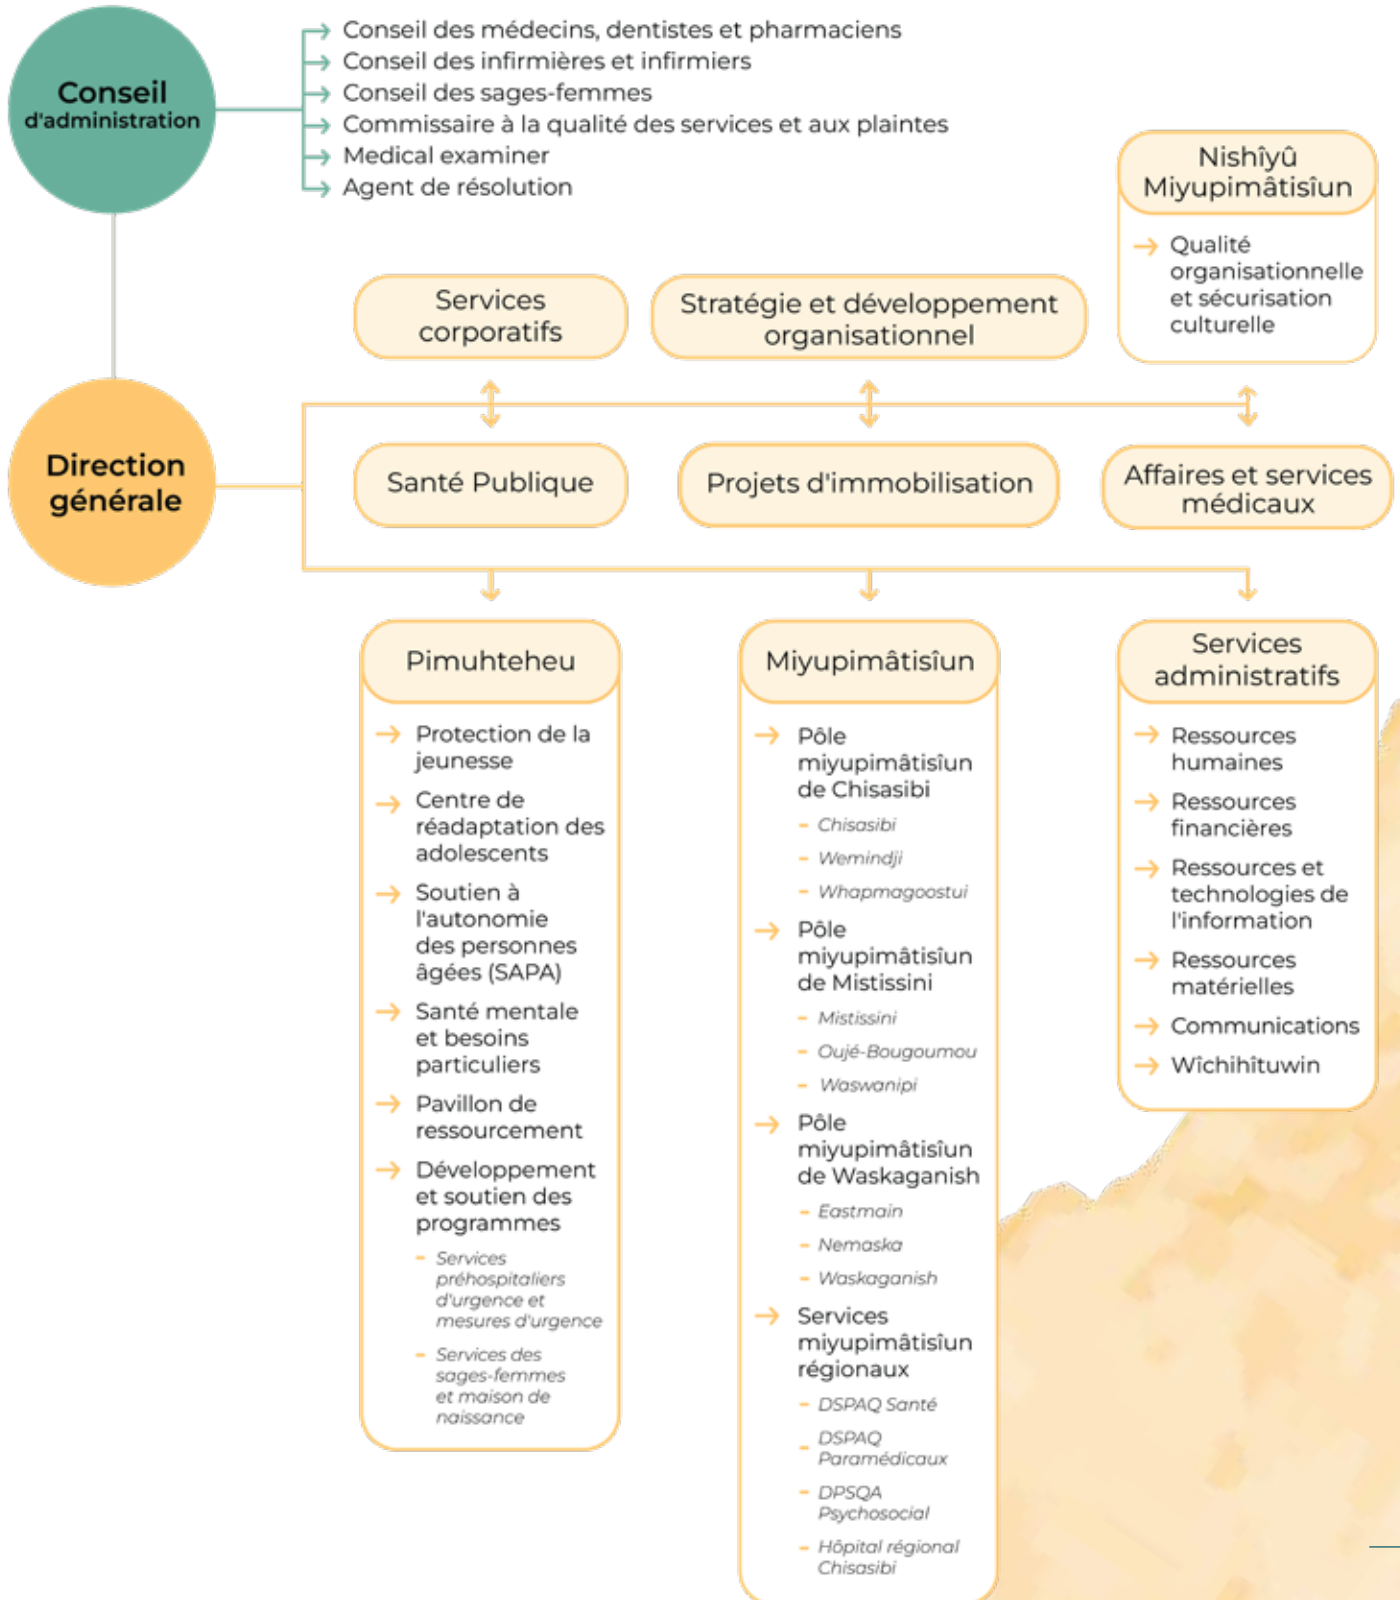 Conseil
d'administration
Conseil des médecins, dentistes et pharmaciens
Conseil des infirmières et infirmiers
Conseil des sages-femmes
Commissaire à la qualité des services et aux plaintes
Medical examiner
Agent de résolution
Nishîyû
Miyupimâtisîun
Qualité
organisationnelle
et sécurisation
culturelle
Services
corporatifs
Stratégie et développement
organisationnel
Direction
générale
Santé Publique
Projets d'immobilisation
Affaires et services
médicaux
Pimuhteheu
Protection de la
jeunesse
Centre de
réadaptation des
adolescents
Soutien à
l'autonomie
des personnes
âgées (SAPA)
Santé mentale
et besoins
particuliers
Pavillon de
ressourcement
Développement
et soutien des
programmes
- Services
préhospitaliers
d'urgence et
mesures d'urgence
- Services des
sages-femmes
et maison de
naissance
Miyupimâtisîun
Pôle
miyupimâtisîun
de Chisasibi
- Chisasibi
- Wemindji
- Whapmagoostui
Pôle
miyupimâtisîun
de Mistissini
- Mistissini
- Oujé-Bougoumou
- Waswanipi
Pôle
miyupimâtisîun
de Waskaganish
- Eastmain
- Nemaska
- Waskaganish
Services
miyupimâtisîun
régionaux
- DSPAQ Santé
- DSPAQ
Paramédicaux
- DPSQA
Psychosocial
- Hôpital régional
Chisasibi
Services
administratifs
Ressources
humaines
Ressources
financières
Ressources et
technologies de
l'information
Ressources
matérielles
Communications
Wîchihîtuwin